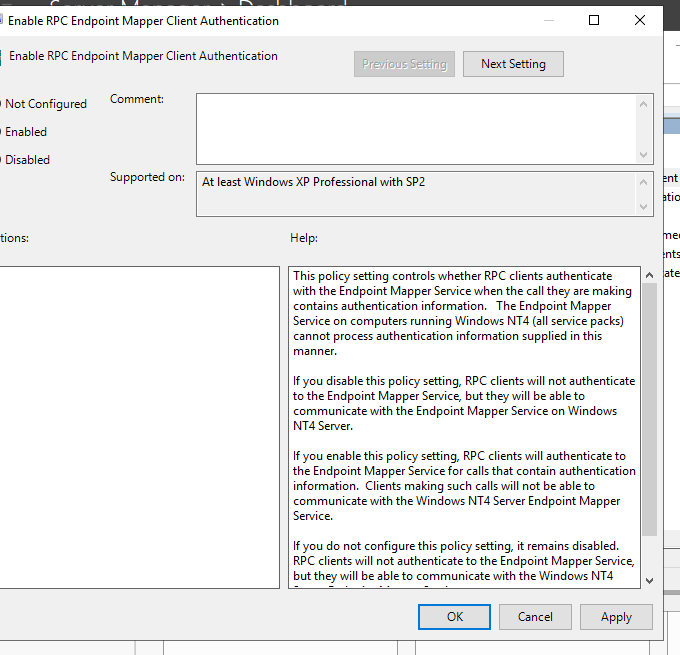 Enable RPC Endpoint Mapper Client Authentication
Enable RPC Endpoint Mapper Client Authentication
Previous Setting
Next Setting
Not Configured
Enabled
Disabled
Comment:
Supported on:
At least Windows XP Professional with SP2
tions:
Help:
This policy setting controls whether RPC clients authenticate
with the Endpoint Mapper Service when the call they are making
contains authentication information.   The Endpoint Mapper
Service on computers running Windows NT4 (all service packs)
cannot process authentication information supplied in this
manner.
If you disable this policy setting, RPC clients will not authenticate
to the Endpoint Mapper Service, but they will be able to
communicate with the Endpoint Mapper Service on Windows
NT4 Server.
If you enable this policy setting, RPC clients will authenticate to
the Endpoint Mapper Service for calls that contain authentication
information.  Clients making such calls will not be able to
communicate with the Windows NT4 Server Endpoint Mapper
Service.
If you do not configure this policy setting, it remains disabled.
RPC clients will not authenticate to the Endpoint Mapper Service,
but they will be able to communicate with the Windows NT4
OK
Cancel
Apply